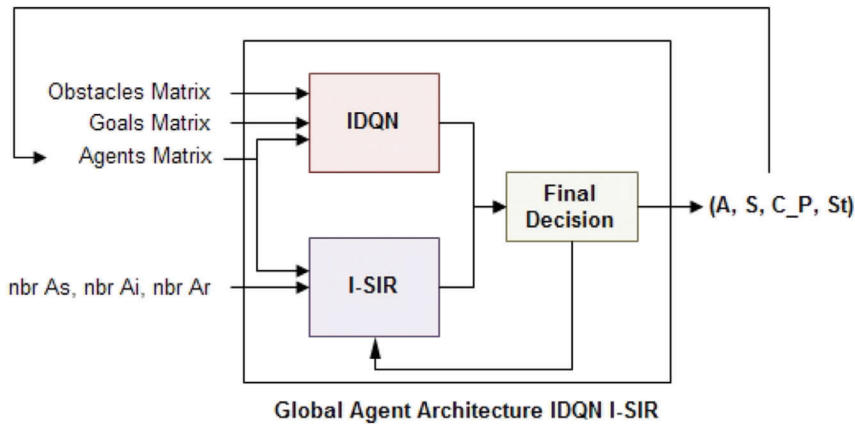 Obstacles Matrix
Goals Matrix
Agents Matrix
IDQN
nbr As, nbr Ai, nbr Ar
I-SIR
Final
Decision
(A, S, C_P, St)
Global Agent Architecture IDQN I-SIR